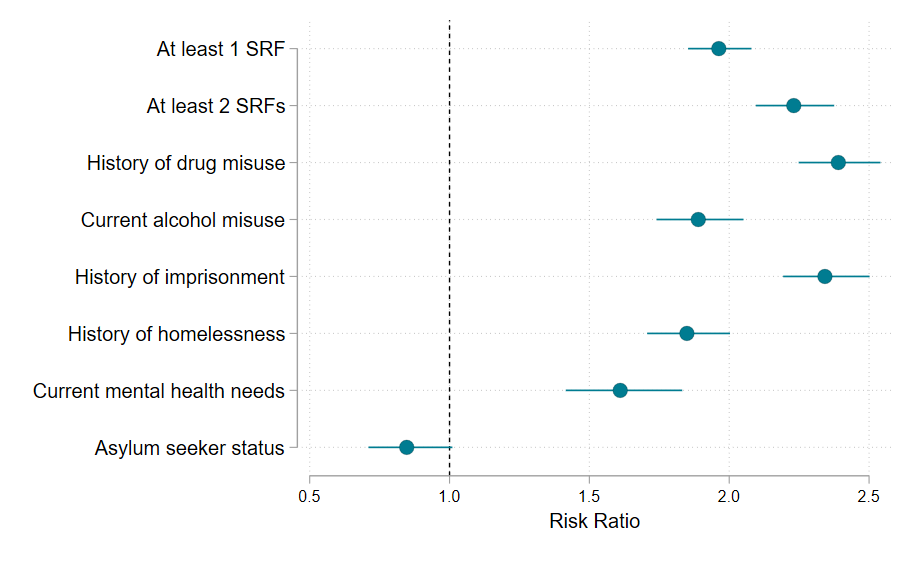 At least 1 SRF
At least 2 SRFs
History of drug misuse
Current alcohol misuse
History of imprisonment
History of homelessness
Current mental health needs
Asylum seeker status
0.5 1.0 1.5 2.0 2.5
Risk Ratio